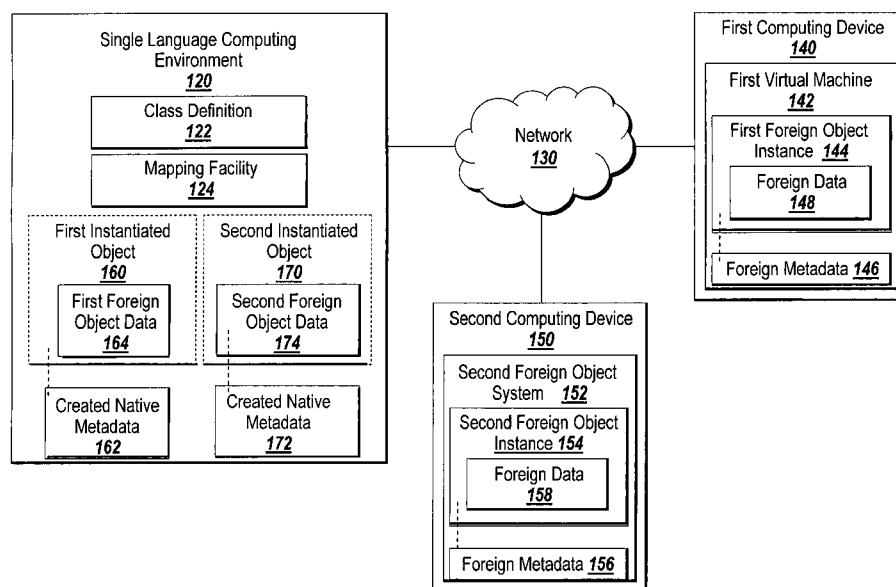 Single Language Computing
Environment
120
Class Definition
122
Mapping Facility
124
First Instantiated
Object
160
First Foreign
Object Data
164
Created Native
Metadata
162
Second Instantiated
Object
170
Second Foreign
Object Data
174
Created Native
Metadata
172
Network
130
First Computing Device
140
First Virtual Machine
142
First Foreign Object
Instance 144
Foreign Data
148
Foreign Metadata 146
Second Computing Device
150
Second Foreign Object
System 152
Second Foreign Object
Instance 154
Foreign Data
158
Foreign Metadata 156